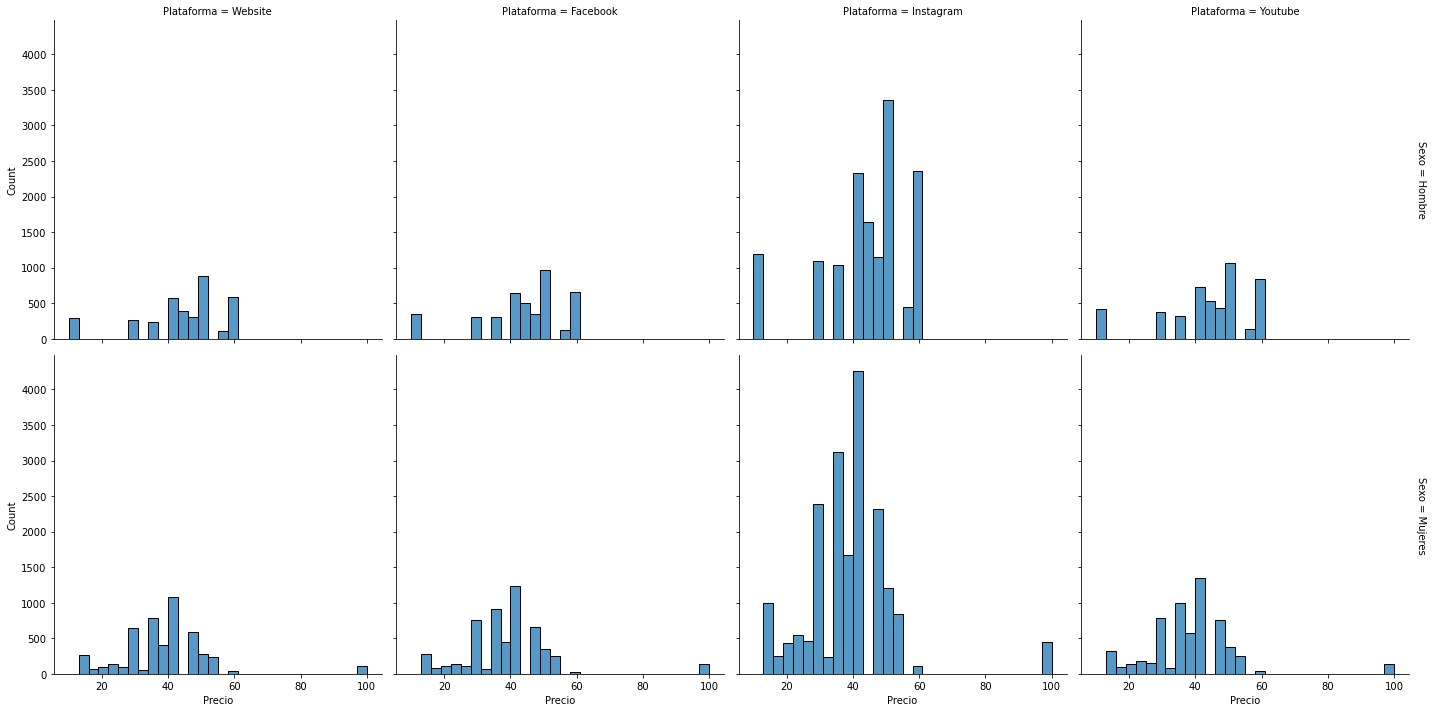 Plataforma = Website
Plataforma = Facebook
Plataforma = Instagram
Plataforma = Youtube
4000
3500
3000
2500
2000
1500
1000
500
0
Count
Sexo = Hombre
4000
3500
3000
2500
2000
1500
1000
500
0
Count
Sexo = Mujeres
20 40 60 80 100
20 40 60 80 100
20 40 60 80 100
20 40 60 80 100
Precio
Precio
Precio
Precio